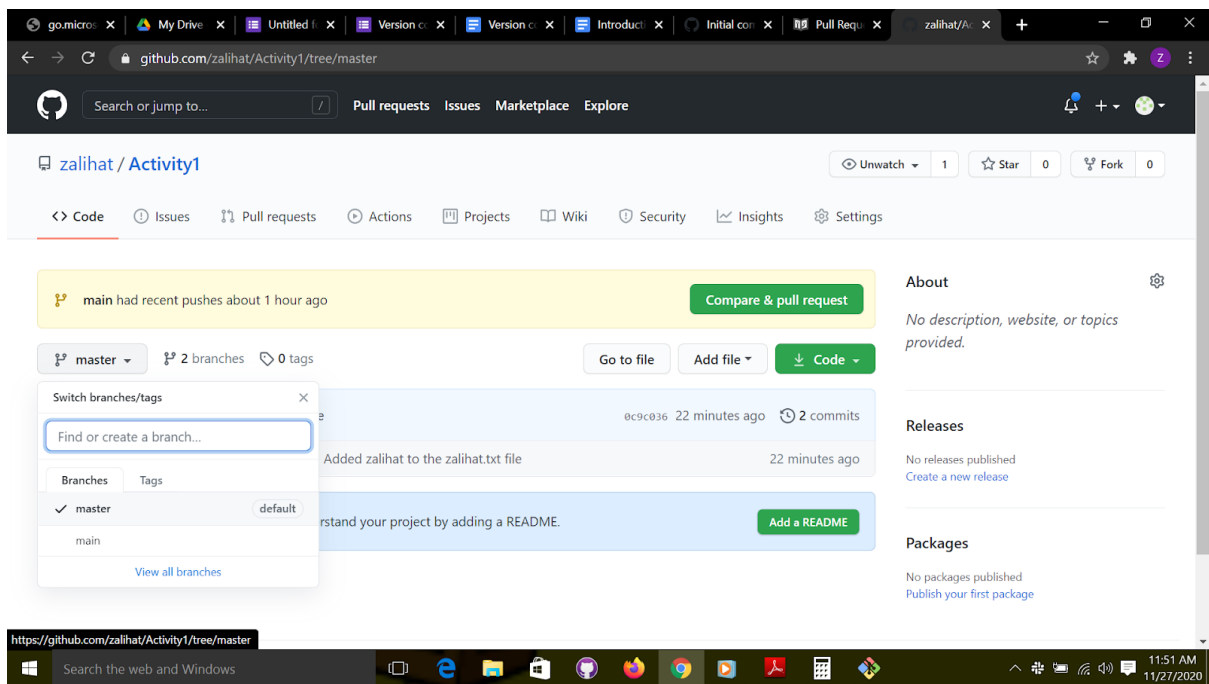 go.micros
My Drive
Untitled f
Version co
Version co
Introducti
Initial con
Pull Requ
zalihat/Ac
github.com/zalihat/Activity1/tree/master
Z
Search or jump to...
/
Pull requests Issues Marketplace Explore
zalihat / Activity1
Unwatch 1 Star 0 Fork 0
Code Issues Pull requests Actions Projects Wiki Security Insights Settings
main had recent pushes about 1 hour ago
Compare & pull request
master 2 branches 0 tags
Go to file Add file Code
Switch branches/tags
Find or create a branch...
Branches Tags
master default
main
View all branches
e 0c9c036 22 minutes ago 2 commits
Added zalihat to the zalihat.txt file 22 minutes ago
rstand your project by adding a README.
Add a README
About
No description, website, or topics
provided.
Releases
No releases published
Create a new release
Packages
No packages published
Publish your first package
https://github.com/zalihat/Activity1/tree/master
Search the web and Windows
11:51 AM
11/27/2020